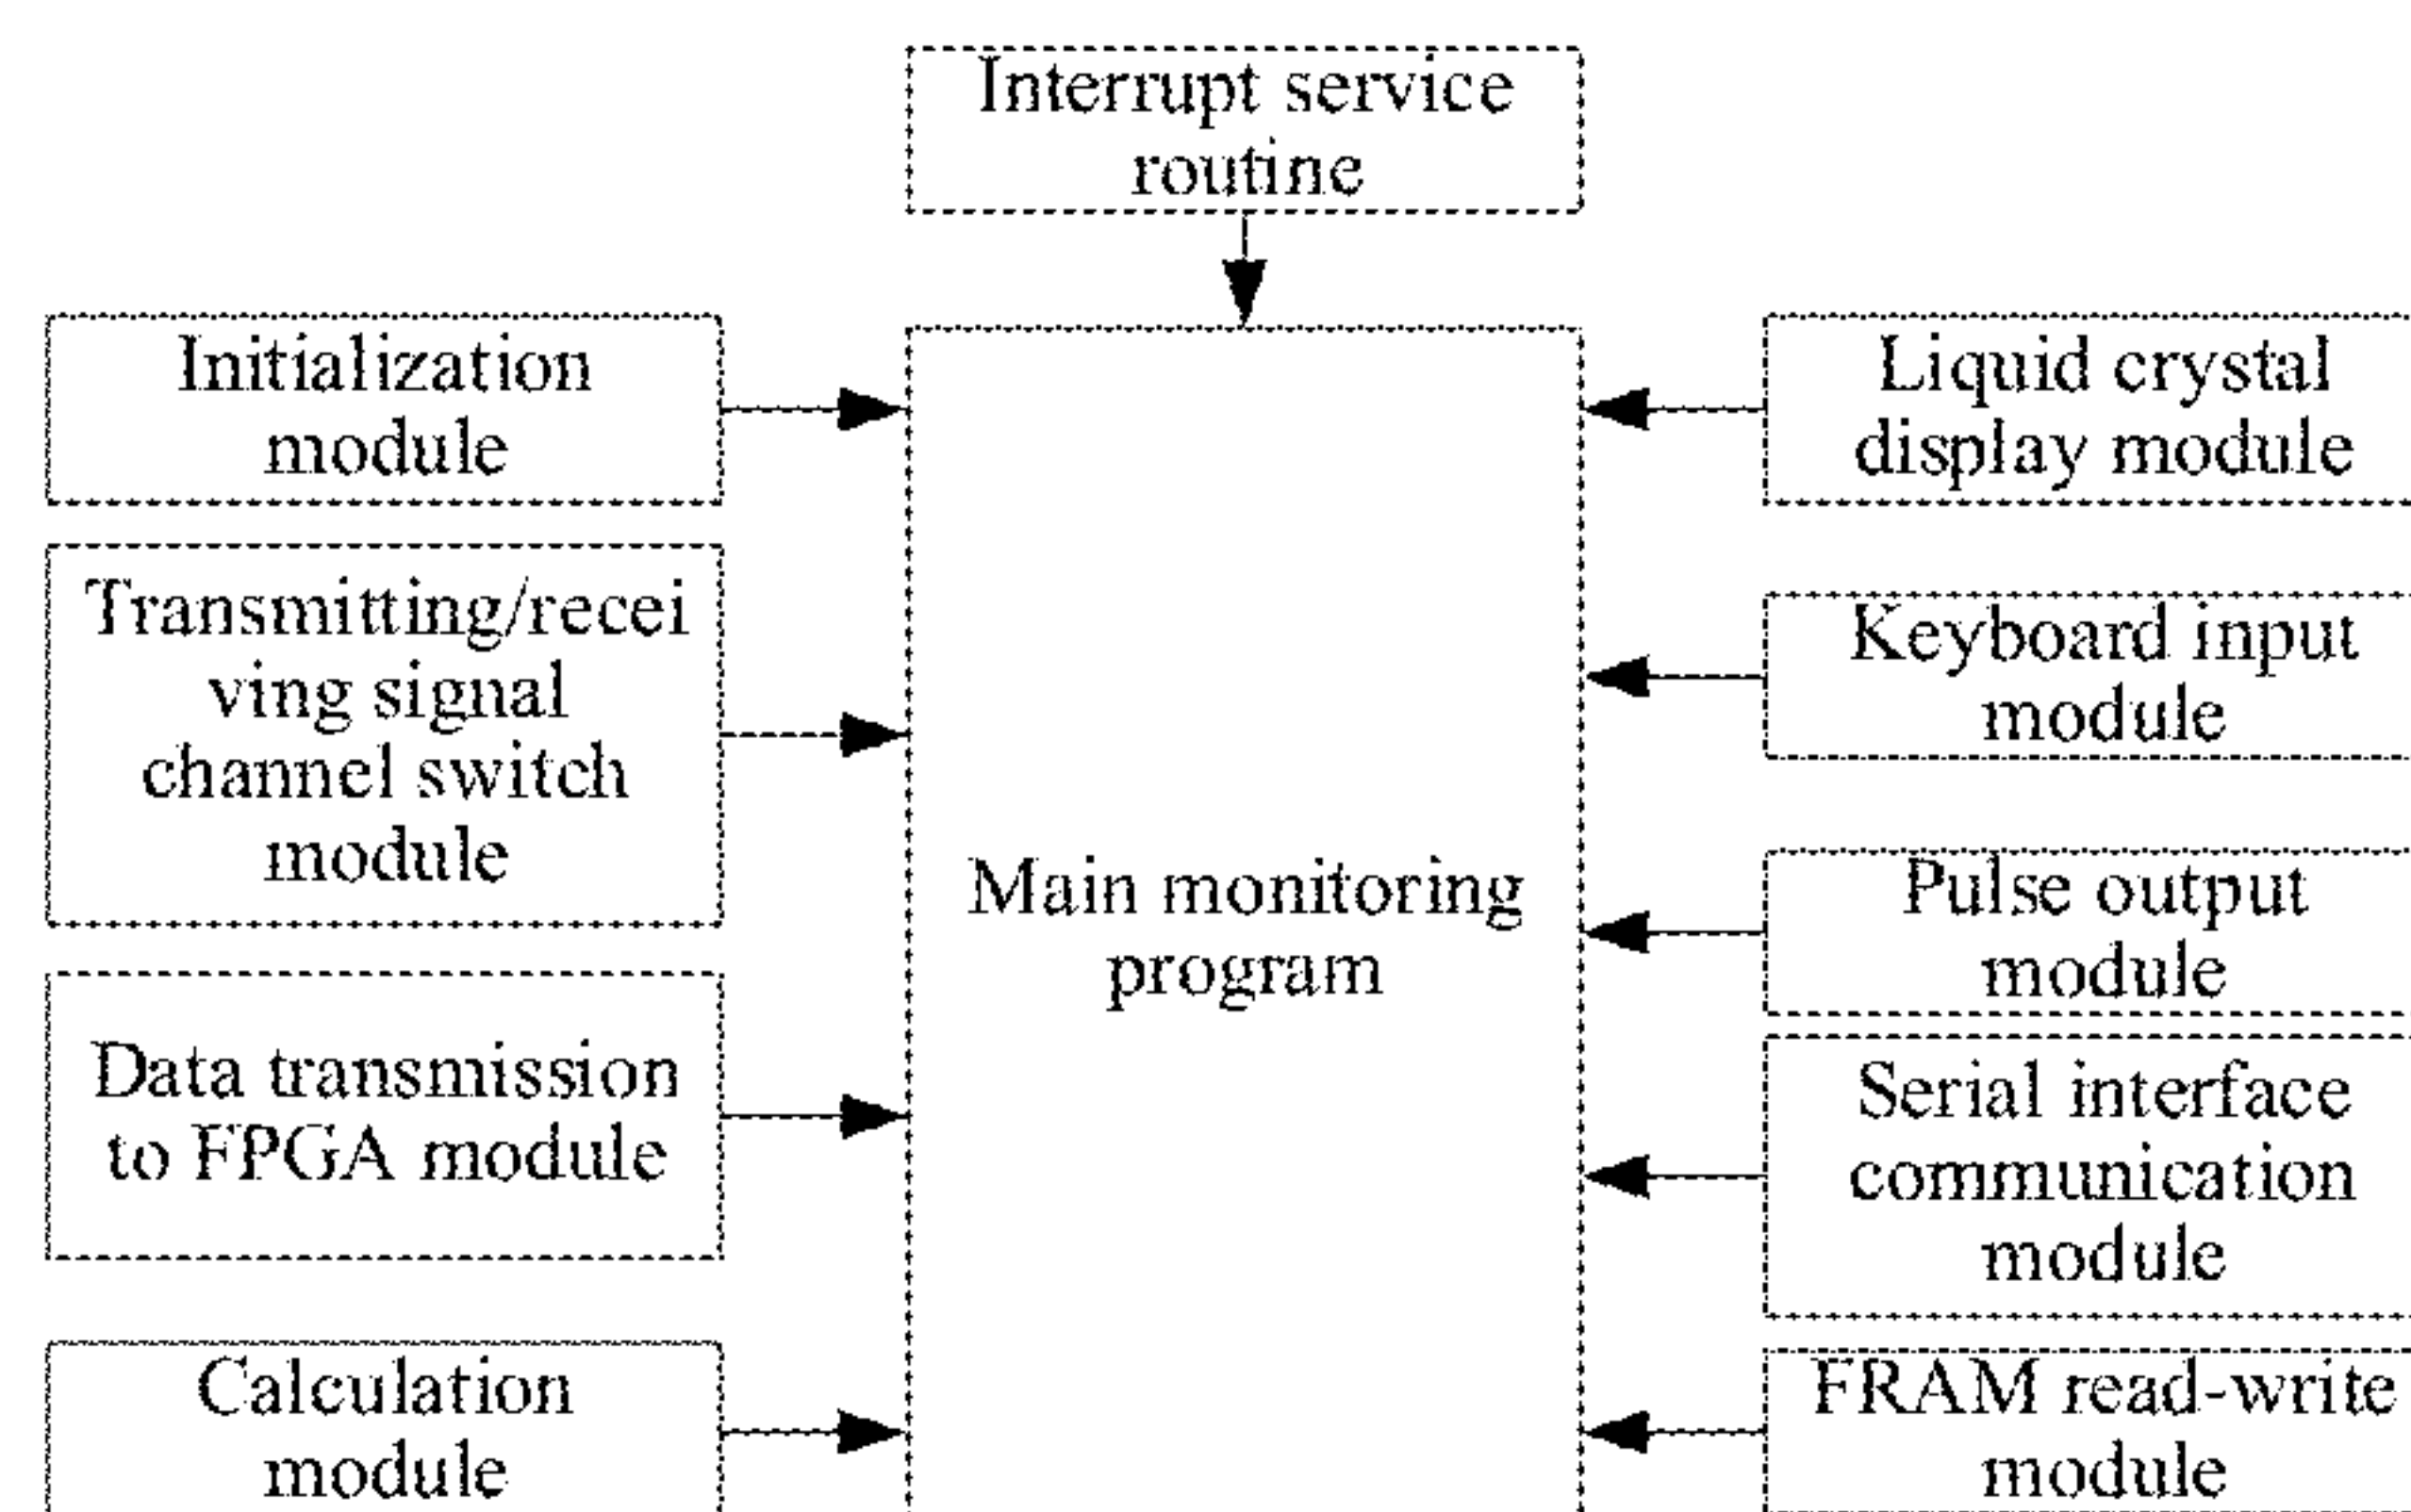 Interrupt service
routine
Initialization
module
Transmitting/recei
ving signal
channel switch
module
Data transmission
to FPGA module
Calculation
module
Main monitoring
program
Liquid crystal
display module
Keyboard input
module
Pulse output
module
Serial interface
communication
module
FRAM read-write
module